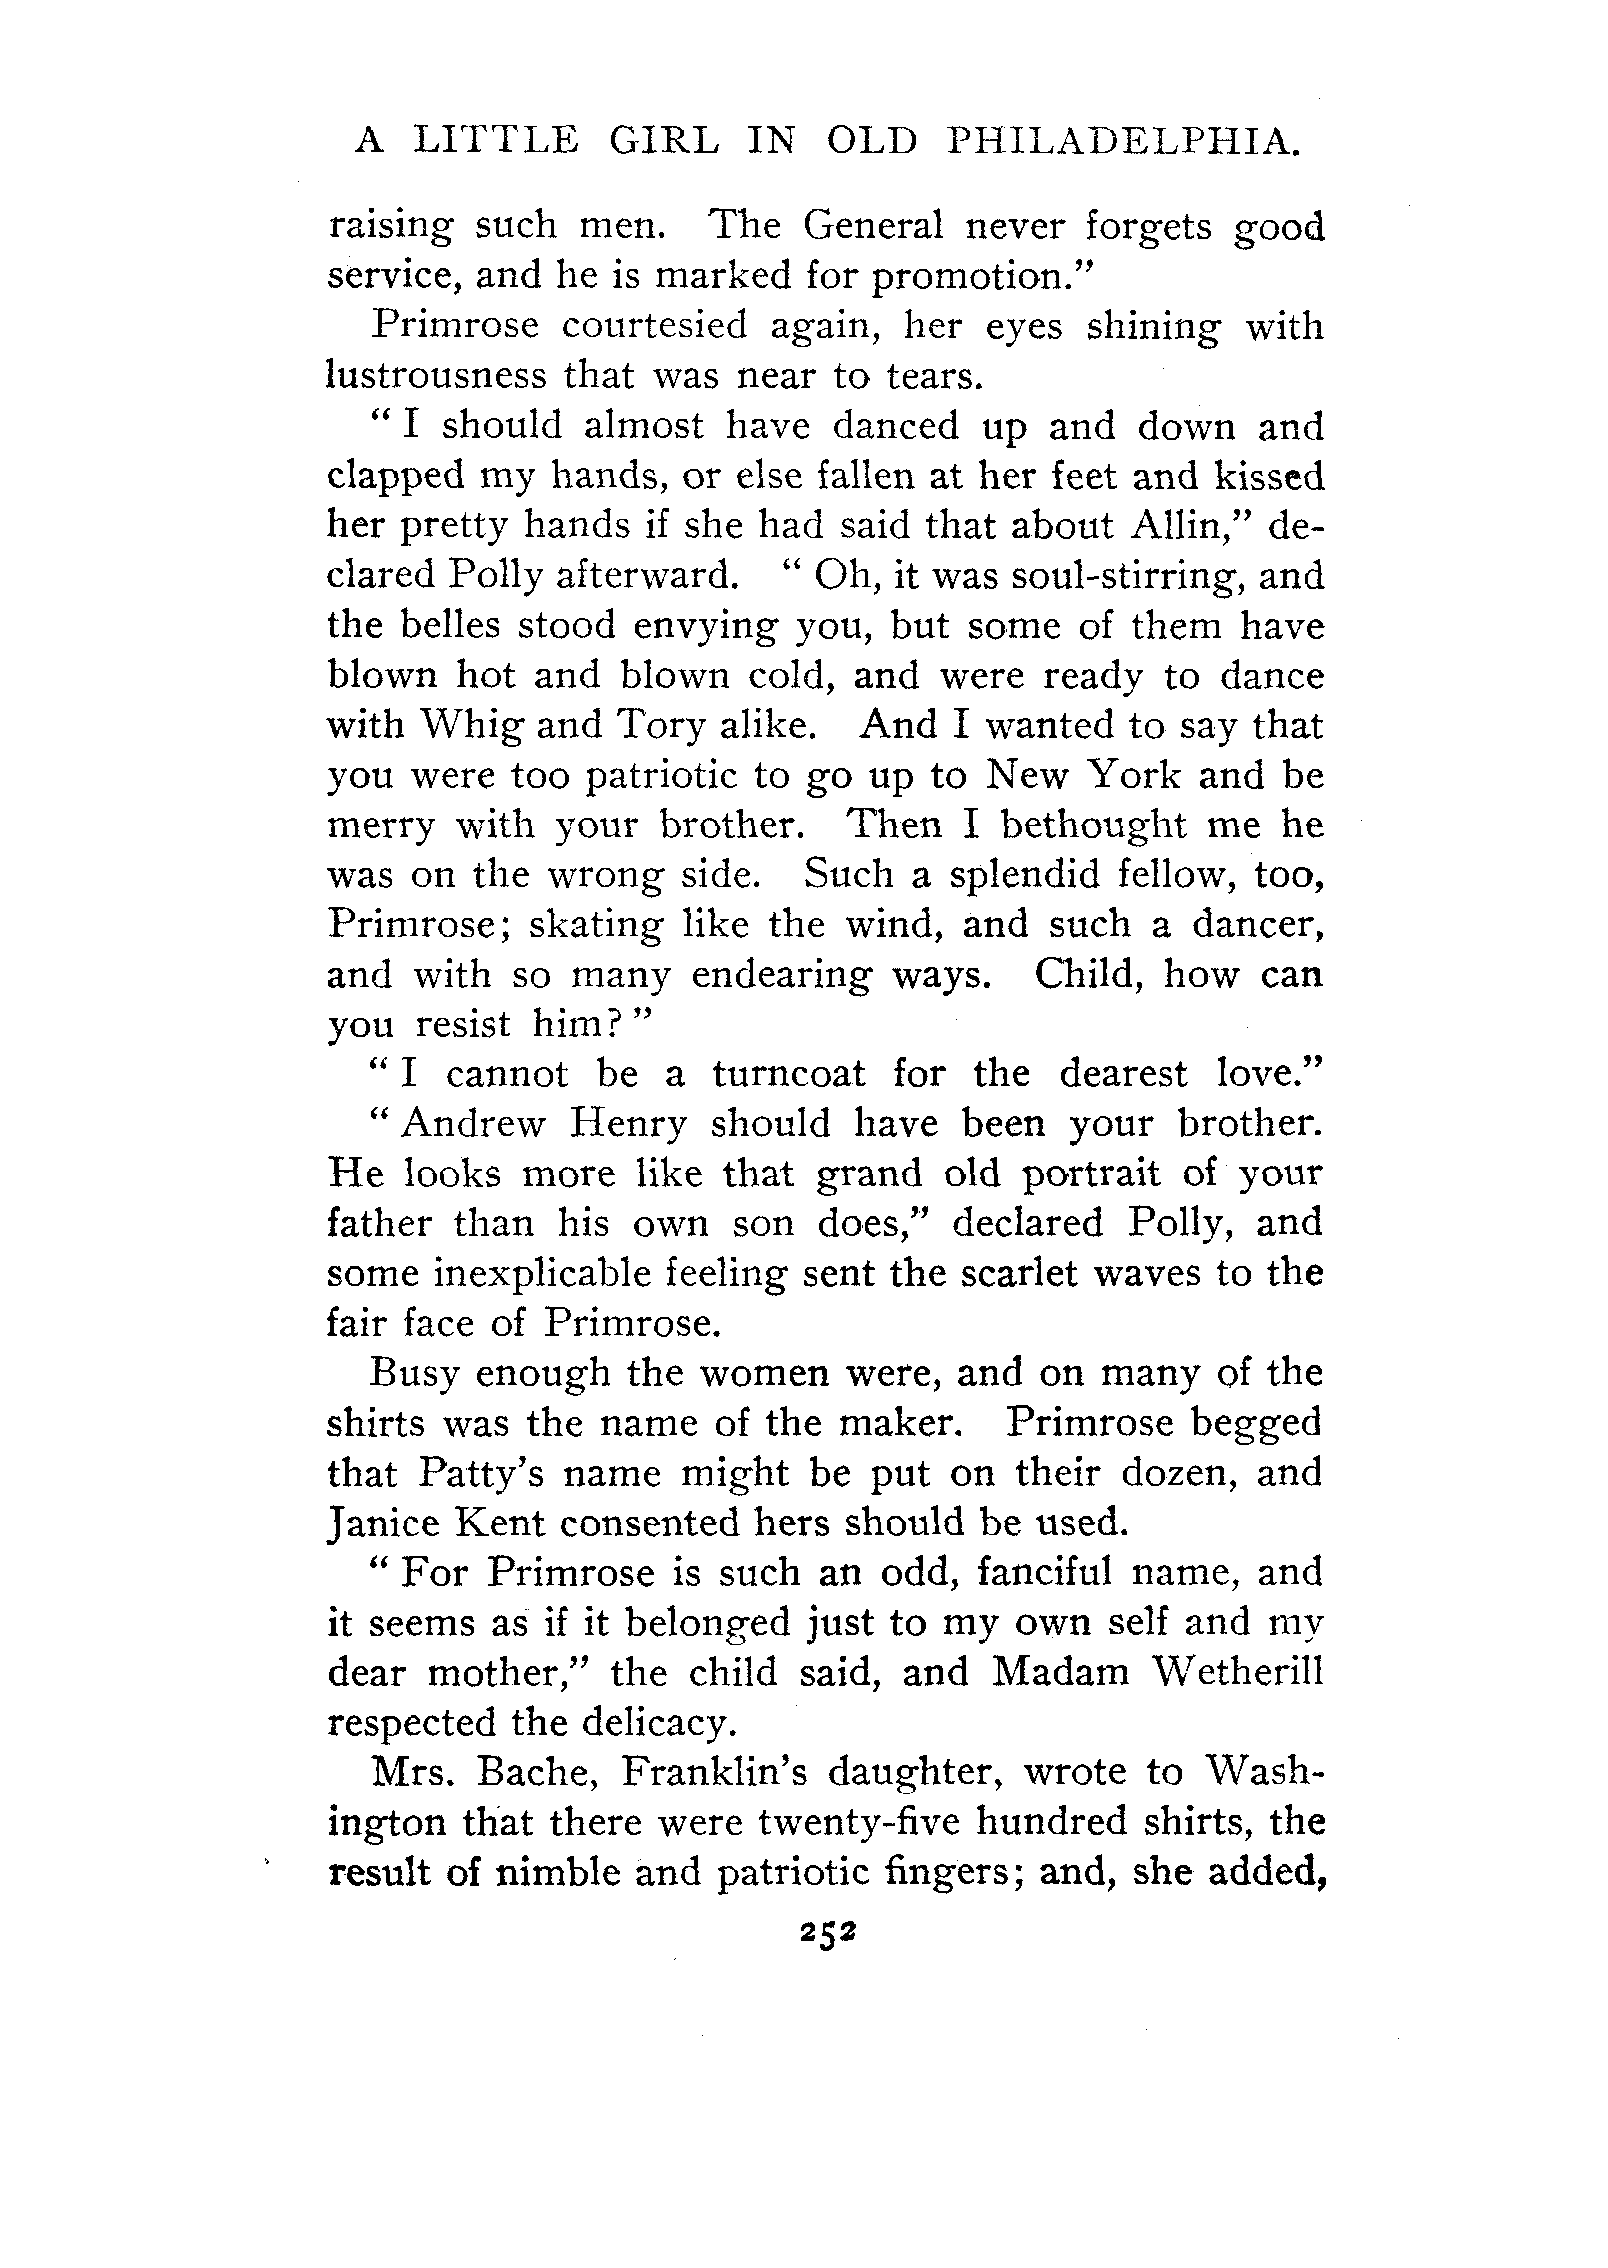 A LITTLE GIRL IN OLD PHILADELPHIA.
raising such men. The General never forgets good
service, and he is marked for promotion."
Primrose courtesied again, her eyes shining with
lustrousness that was near to tears.
" I should almost have danced up and down and
clapped my hands, or else fallen at her feet and kissed
her pretty hands if she had said that about Allin," de-
clared Polly afterward. " Oh, it was soul-stirring, and
the belles stood envying you, but some of them have
blown hot and blown cold, and were ready to dance
with Whig and Tory alike. And I wanted to say that
you were too patriotic to go up to New York and be
merry with your brother. Then I bethought me he
was on the wrong side. Such a splendid fellow, too,
Primrose; skating like the wind, and such a dancer,
and with so many endearing ways. Child, how can
you resist him? "
" I cannot be a turncoat for the dearest love."
" Andrew Henry should have been your brother.
He looks more like that grand old portrait of your
father than his own son does," declared Polly, and
some inexplicable feeling sent the scarlet waves to the
fair face of Primrose.
Busy enough the women were, and on many of the
shirts was the name of the maker. Primrose begged
that Patty's name might be put on their dozen, and
Janice Kent consented hers should be used.
" For Primrose is such an odd, fanciful name, and
it seems as if it belonged just to my own self and my
dear mother," the child said, and Madam Wetherill
respected the delicacy.
Mrs. Bache, Franklin's daughter, wrote to Wash-
ington that there were twenty-five hundred shirts, the
result of nimble and patriotic fingers; and, she added,
252